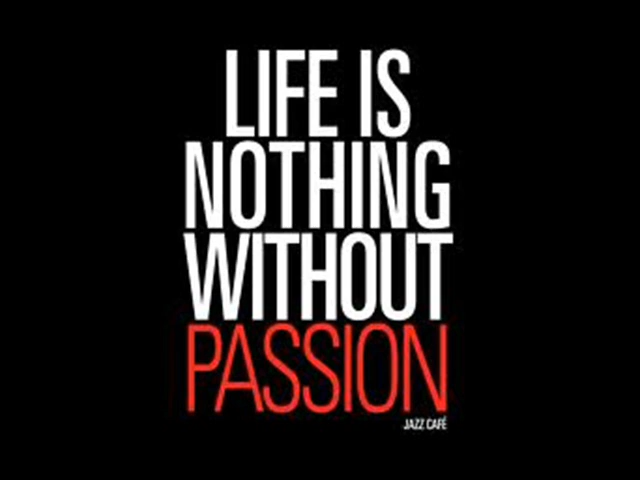 LIFE IS
NOTHING
WITHOUT
PASSION
JAZZ CAFÉ